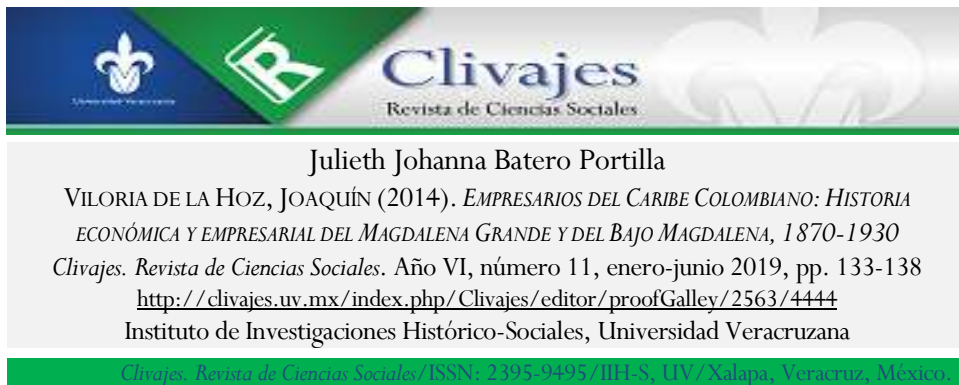 Universidad Veracruzana
Clivajes
Revista de Ciencias Sociales
Julieth Johanna Batero Portilla
VILORIA DE LA HOZ, JOAQUÍN (2014). EMPRESARIOS DEL CARIBE COLOMBIANO: HISTORIA
ECONÓMICA Y EMPRESARIAL DEL MAGDALENA GRANDE Y DEL BAJO MAGDALENA, 1870-1930
Clivajes. Revista de Ciencias Sociales. Año VI, número 11, enero-junio 2019, pp. 133-138
http://clivajes.uv.mx/index.php/Clivajes/editor/proofGalley/2563/4444
Instituto de Investigaciones Histórico-Sociales, Universidad Veracruzana
Clivajes. Revista de Ciencias Sociales/ISSN: 2395-9495/IIH-S, UV/Xalapa, Veracruz, México.